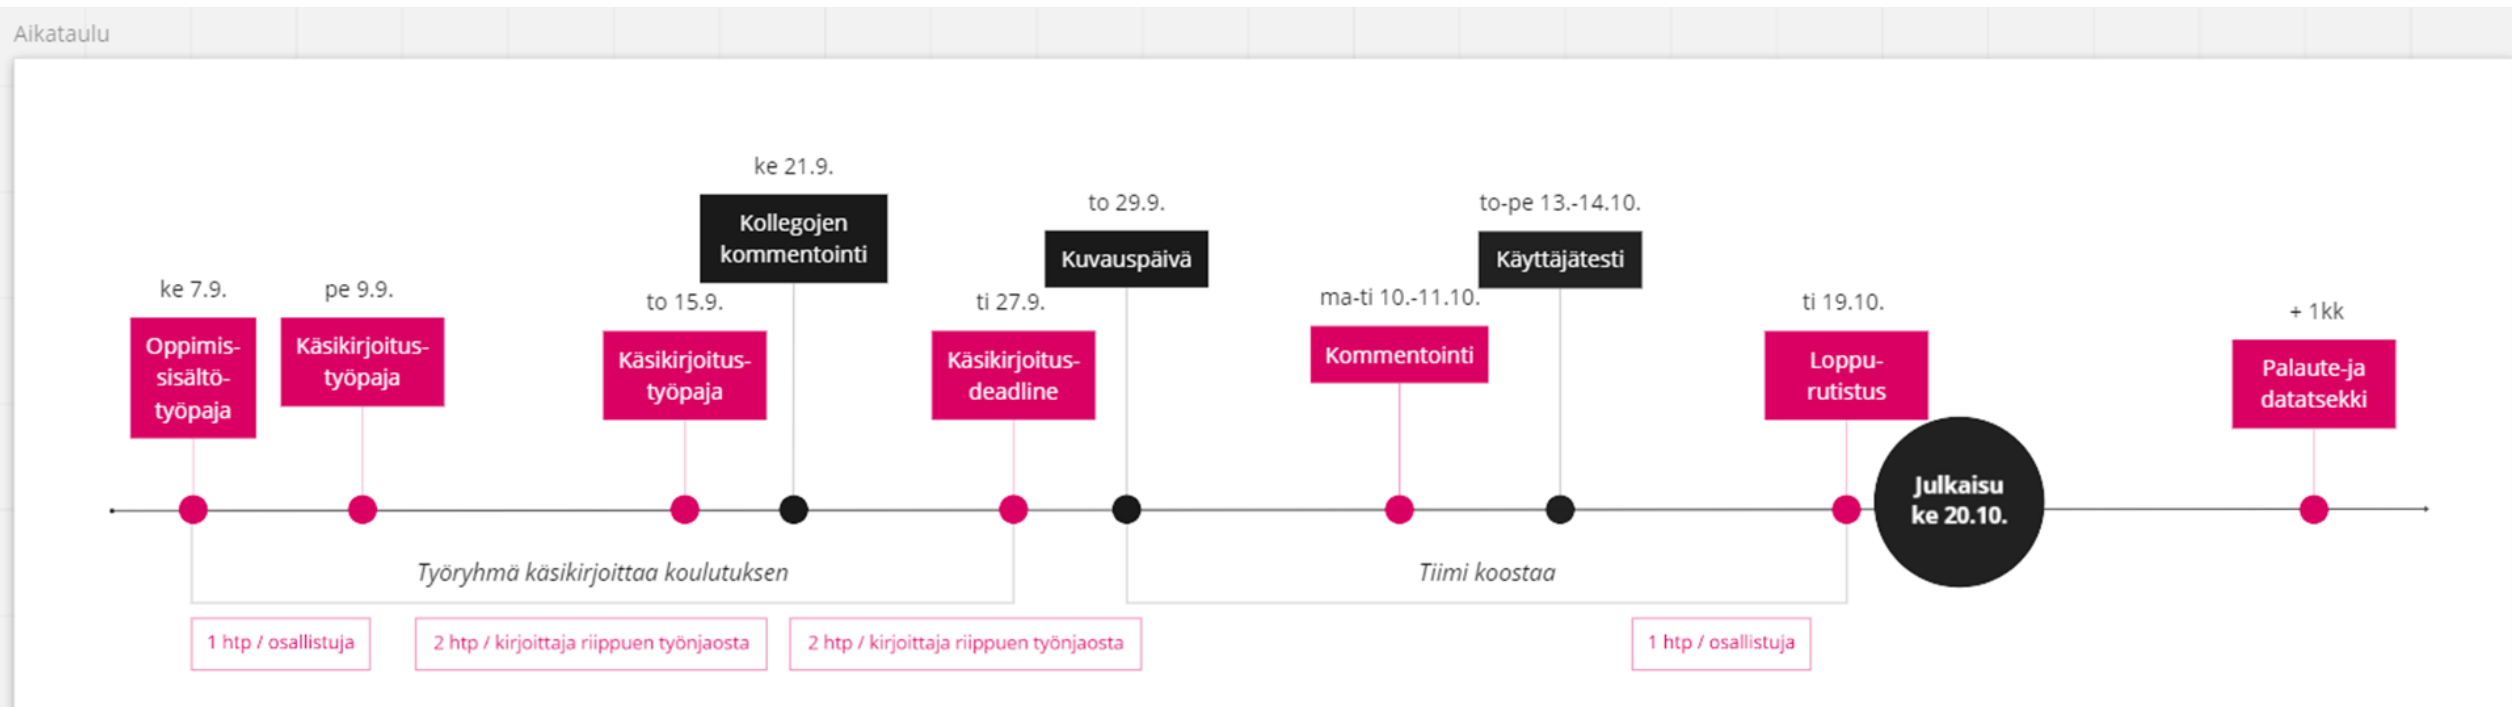 Aikataulu
ke 7.9.
Oppimis-
sisältö-
työpaja
pe 9.9.
Käsikirjoitus-
työpaja
to 15.9.
Käsikirjoitus-
työpaja
ke 21.9.
Kollegojen
kommentointi
ti 27.9.
Käsikirjoitus-
deadline
to 29.9.
Kuvauspäivä
ma-ti 10.-11.10.
Kommentointi
to-pe 13.-14.10.
Käyttäjätesti
ti 19.10.
Loppu-
rutistus
Julkaisu
ke 20.10.
+ 1kk
Palaute-ja
datatsekki
Työryhmä käsikirjoittaa koulutuksen
Tiimi koostaa
1 htp / osallistuja
2 htp / kirjoittaja riippuen työnjaosta
2 htp / kirjoittaja riippuen työnjaosta
1 htp / osallistuja